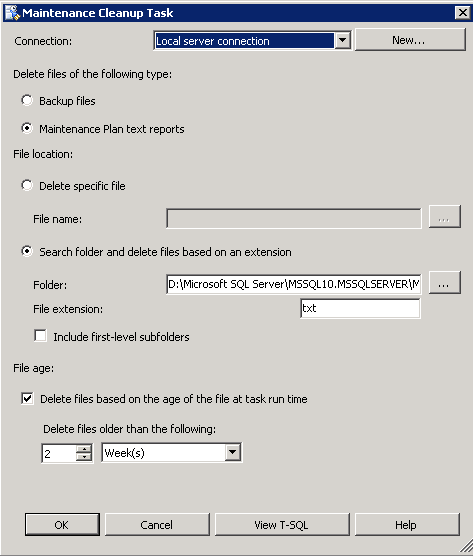 Maintenance Cleanup Task
Connection: Local server connection New...
Delete files of the following type:
Backup files
Maintenance Plan text reports
File location:
Delete specific file
File name: ...
Search folder and delete files based on an extension
Folder: D:\Microsoft SQL Server\MSSQL10.MSSQLSERVER\M ...
File extension: txt
Include first-level subfolders
File age:
Delete files based on the age of the file at task run time
Delete files older than the following:
2 Week(s)
OK Cancel View T-SQL Help